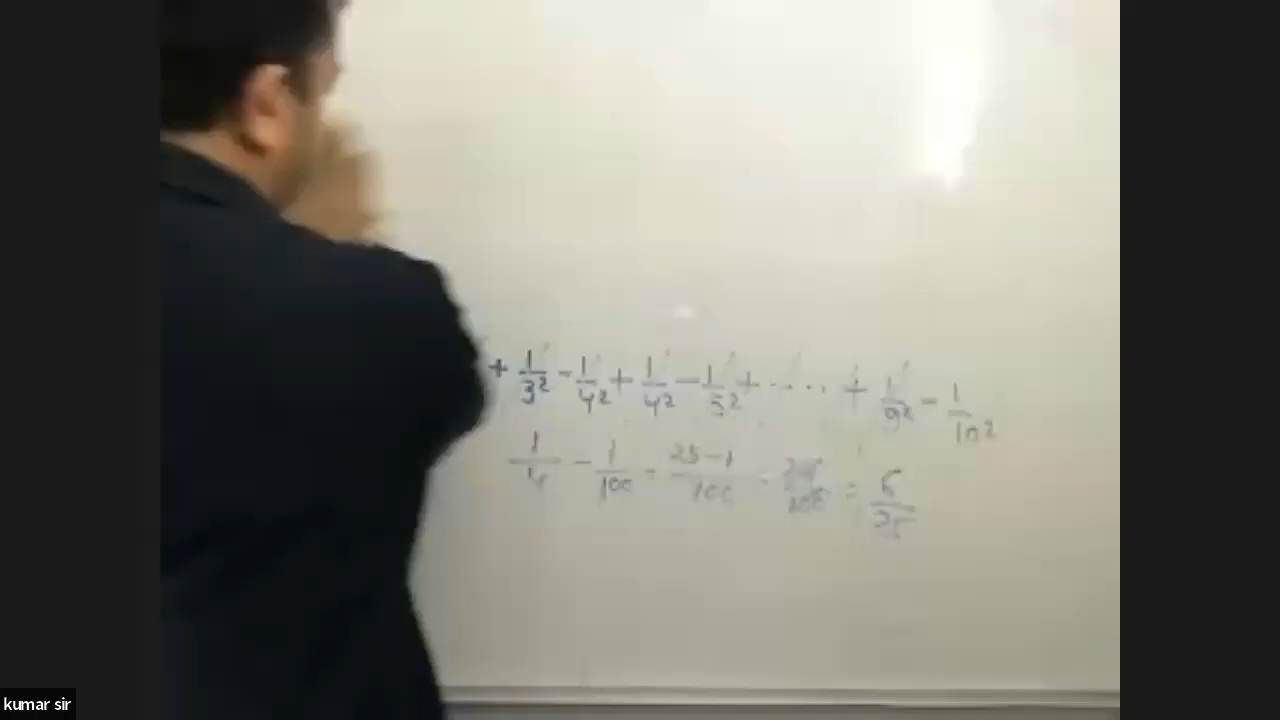 + 1/3² - 1/4² + 1/4² - 1/5² + ...... + 1/9² - 1/10²
1/4 - 1/100 = 25-1/100 = 24/100 = 6/25
kumar sir